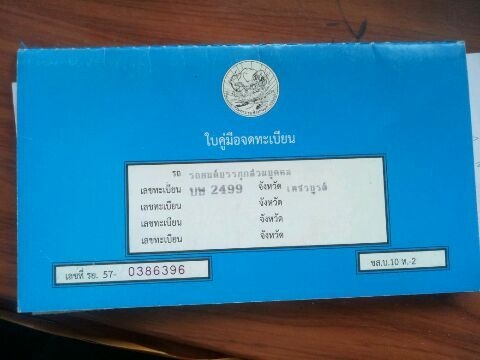 ใบคู่มือจดทะเบียน
รถ รถยนต์บรรทุกส่วนบุคคล
เลขทะเบียน บษ 2499 จังหวัด เพชรบูรณ์
เลขทะเบียน จังหวัด
เลขทะเบียน จังหวัด
เลขทะเบียน จังหวัด
เลขที่ รย. 57- 0386396
ขส.บ.10 ท.-2